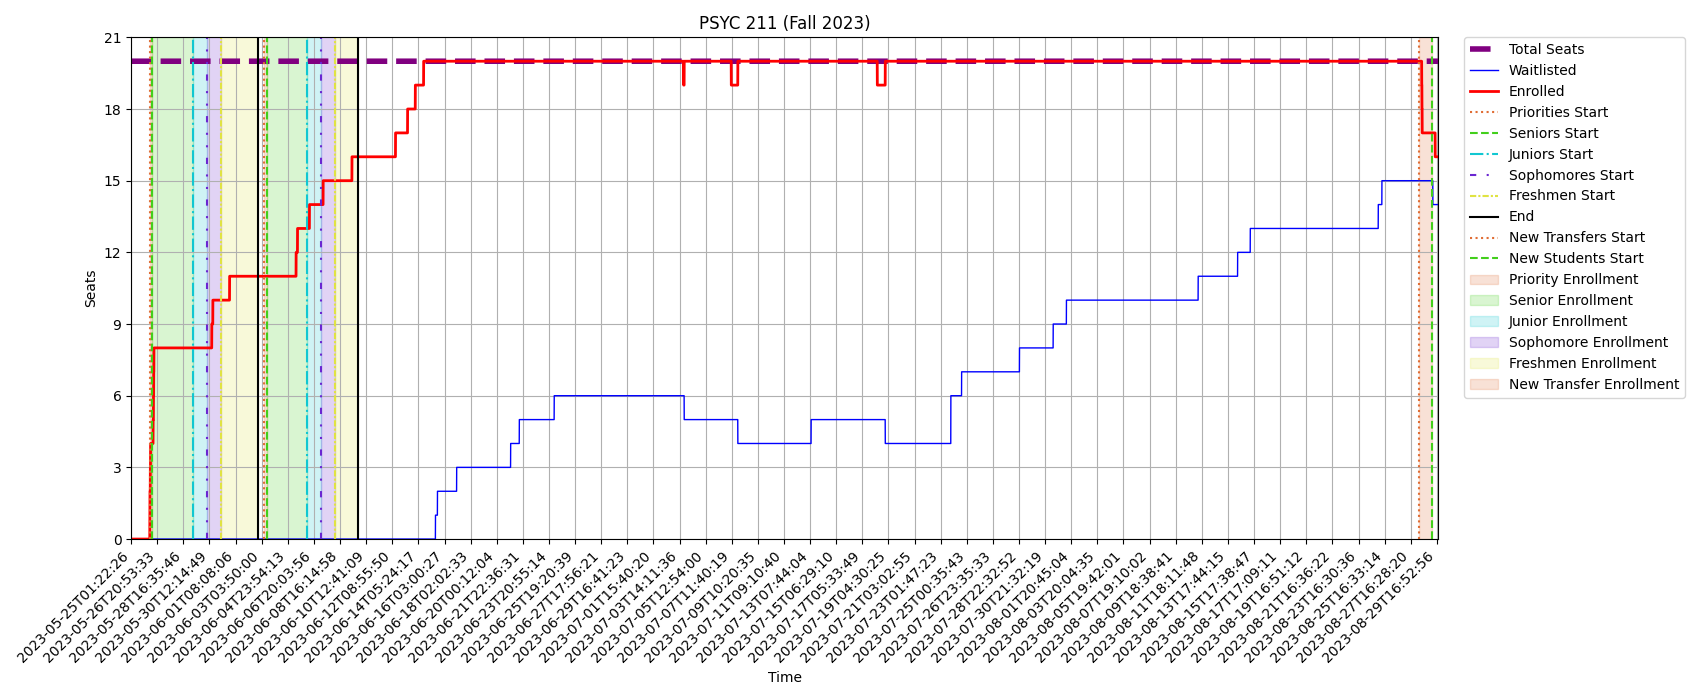 PSYC 211 (Fall 2023)
21
18
15
12
9
6
3
0
Seats
2023-05-25T01:22:26
2023-05-26T20:53:33
2023-05-28T16:35:46
2023-05-30T12:14:49
2023-06-01T08:08:06
2023-06-03T03:50:00
2023-06-04T23:54:13
2023-06-06T20:03:56
2023-06-08T16:14:58
2023-06-10T12:41:09
2023-06-12T08:55:50
2023-06-14T05:24:17
2023-06-16T03:00:27
2023-06-18T02:02:33
2023-06-20T00:12:04
2023-06-21T22:36:31
2023-06-23T20:55:14
2023-06-25T19:20:39
2023-06-27T17:56:21
2023-06-29T16:41:23
2023-07-01T15:40:20
2023-07-03T14:11:36
2023-07-05T12:54:00
2023-07-07T11:40:19
2023-07-09T10:20:35
2023-07-11T09:10:40
2023-07-13T07:44:04
2023-07-15T06:29:10
2023-07-17T05:33:49
2023-07-19T04:30:25
2023-07-21T03:02:55
2023-07-23T01:47:23
2023-07-25T00:35:43
2023-07-26T23:35:33
2023-07-28T22:32:52
2023-07-30T21:32:19
2023-08-01T20:45:04
2023-08-03T20:04:35
2023-08-05T19:42:01
2023-08-07T19:10:02
2023-08-09T18:38:41
2023-08-11T18:11:48
2023-08-13T17:44:15
2023-08-15T17:38:47
2023-08-17T17:09:11
2023-08-19T16:51:12
2023-08-21T16:36:22
2023-08-23T16:30:36
2023-08-25T16:33:14
2023-08-27T16:28:20
2023-08-29T16:52:56
Time
Total Seats
Waitlisted
Enrolled
Priorities Start
Seniors Start
Juniors Start
Sophomores Start
Freshmen Start
End
New Transfers Start
New Students Start
Priority Enrollment
Senior Enrollment
Junior Enrollment
Sophomore Enrollment
Freshmen Enrollment
New Transfer Enrollment